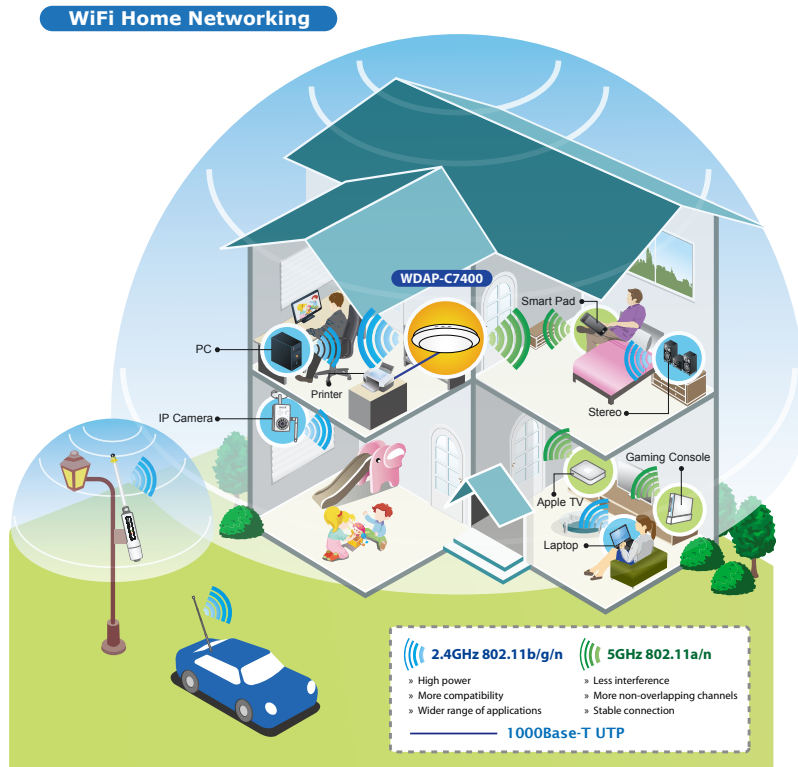 WiFi Home Networking
WDAP-C7400
Smart Pad
PC
Printer
Stereo
IP Camera
Gaming Console
Apple TV
Laptop
2.4GHz 802.11b/g/n
» High power
» More compatibility
» Wider range of applications
5GHz 802.11a/n
» Less interference
» More non-overlapping channels
» Stable connection
1000Base-T UTP